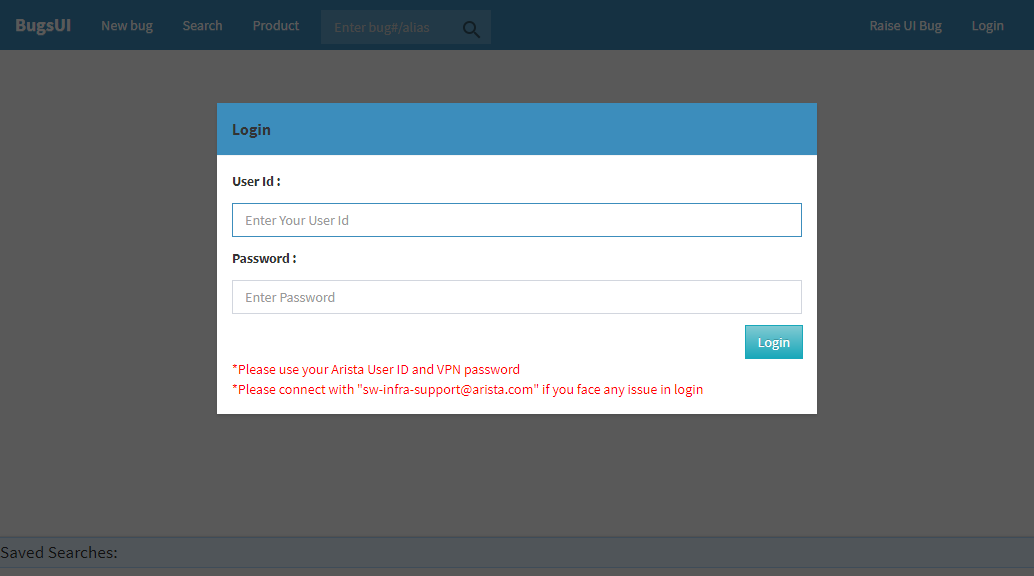 BugsUI New bug Search Product Enter bug#/alias Raise UI Bug Login
Login
User Id :
Enter Your User Id
Password :
Enter Password
Login
*Please use your Arista User ID and VPN password
*Please connect with "sw-infra-support@arista.com" if you face any issue in login
Saved Searches: